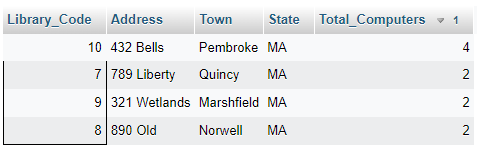 Library_Code Address Town State Total_Computers 1
10 432 Bells Pembroke MA 4
7 789 Liberty Quincy MA 2
9 321 Wetlands Marshfield MA 2
8 890 Old Norwell MA 2